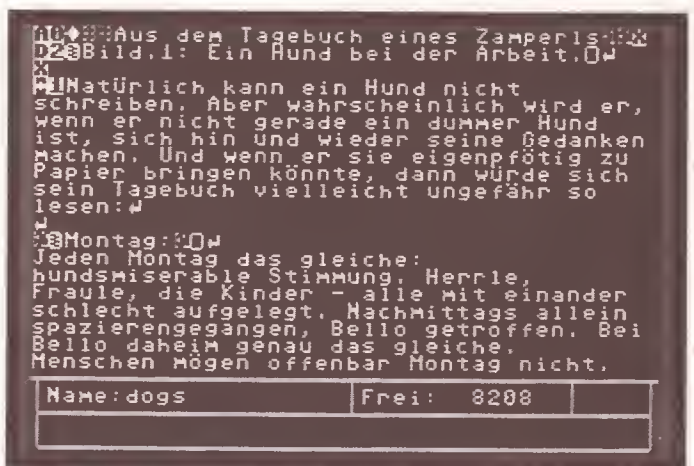 Aus dem Tagebuch eines Zamperls
Bild.1: Ein Hund bei der Arbeit.
Natürlich kann ein Hund nicht
schreiben. Aber wahrscheinlich wird er,
wenn er nicht gerade ein dummer Hund
ist, sich hin und wieder seine Gedanken
machen. Und wenn er sie eigenpfötig zu
Papier bringen könnte, dann würde sich
sein Tagebuch vielleicht ungefähr so
lesen:↵
↵
Montag:
Jeden Montag das gleiche:
hundsmiserable Stimmung. Herrle,
Fraule, die Kinder - alle mit einander
schlecht aufgelegt. Nachmittags allein
spazierengegangen, Bello getroffen. Bei
Bello daheim genau das gleiche.
Menschen mögen offenbar Montag nicht.
Name:dogs Frei: 8208